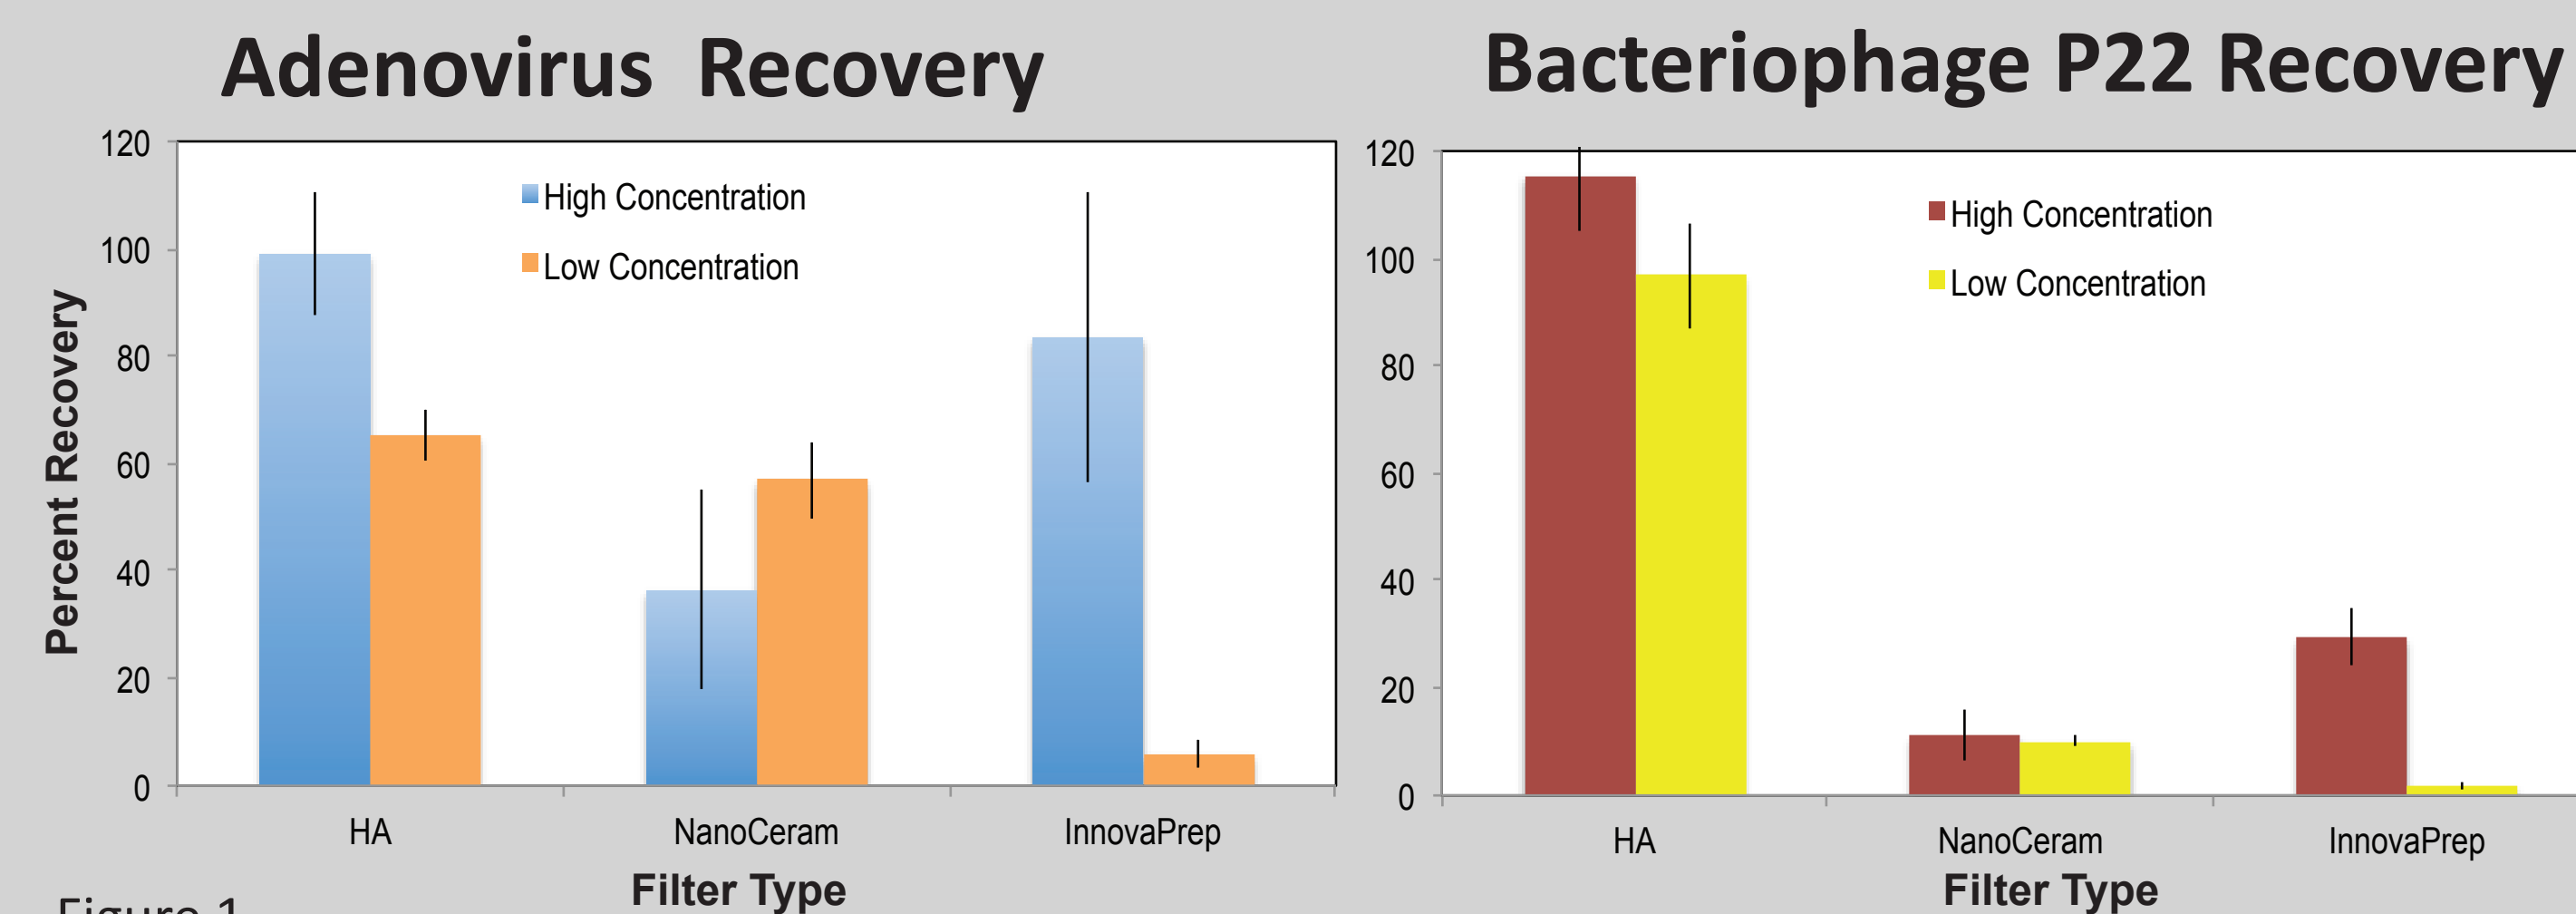 Adenovirus Recovery
120
100
80
60
40
20
0
Percent Recovery
High Concentration
Low Concentration
HA
NanoCeram
InnovaPrep
Filter Type
Figure 1
Bacteriophage P22 Recovery
120
100
80
60
40
20
0
High Concentration
Low Concentration
HA
NanoCeram
InnovaPrep
Filter Type